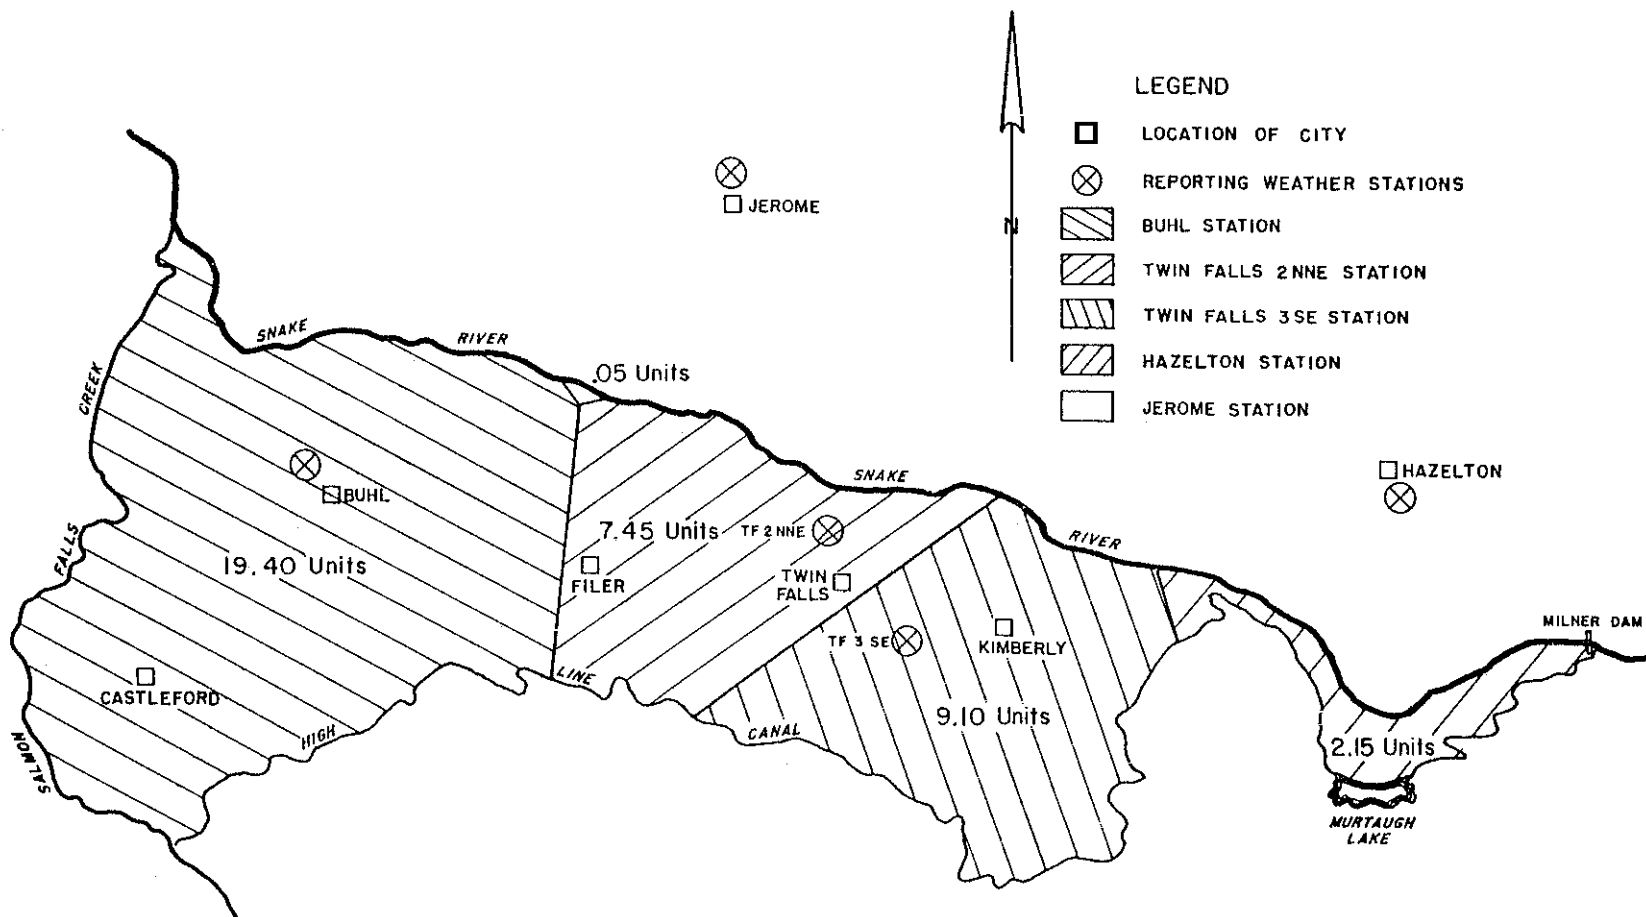 LEGEND
LOCATION OF CITY
REPORTING WEATHER STATIONS
BUHL STATION
TWIN FALLS 2NNE STATION
TWIN FALLS 3SE STATION
HAZELTON STATION
JEROME STATION
N
JEROME
SNAKE
RIVER
.05 Units
CREEK
BUHL
HAZELTON
SNAKE
RIVER
TF 2 NNE
7.45 Units
19.40 Units
FILER
TWIN
FALLS
FALLS
TF 3 SE
KIMBERLY
MILNER DAM
CASTLEFORD
LINE
HIGH
CANAL
9.10 Units
2.15 Units
SALMON
MURTAUGH
LAKE